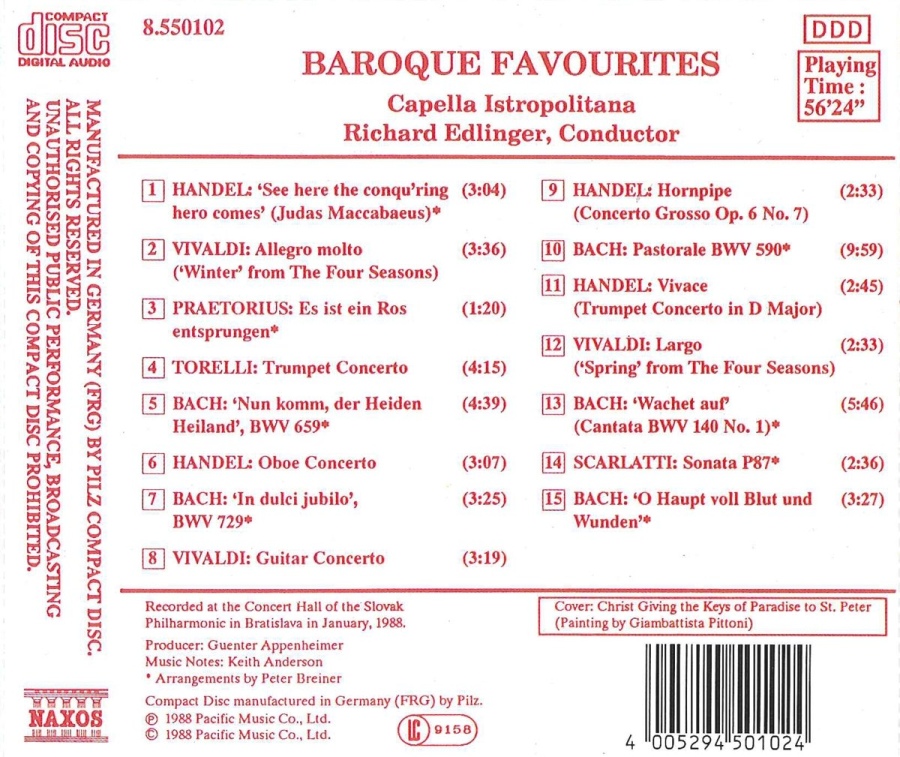 COMPACT
disc
DIGITAL AUDIO
8.550102
BAROQUE FAVOURITES
Capella Istropolitana
Richard Edlinger, Conductor
DDD
Playing
Time :
56'24”
MANUFACTURED IN GERMANY (FRG) BY PILZ COMPACT DISC.
ALL RIGHTS RESERVED.
UNAUTHORISED PUBLIC PERFORMANCE, BROADCASTING
AND COPYING OF THIS COMPACT DISC PROHIBITED.
1 HANDEL: ‘See here the conqu’ring (3:04)
hero comes’ (Judas Maccabaeus)*
2 VIVALDI: Allegro molto (3:36)
(‘Winter’ from The Four Seasons)
3 PRAETORIUS: Es ist ein Ros (1:20)
entsprungen*
4 TORELLI: Trumpet Concerto (4:15)
5 BACH: ‘Nun komm, der Heiden (4:39)
Heiland’, BWV 659*
6 HANDEL: Oboe Concerto (3:07)
7 BACH: ‘In dulci jubilo’, (3:25)
BWV 729*
8 VIVALDI: Guitar Concerto (3:19)
9 HANDEL: Hornpipe (2:33)
(Concerto Grosso Op. 6 No. 7)
10 BACH: Pastorale BWV 590* (9:59)
11 HANDEL: Vivace (2:45)
(Trumpet Concerto in D Major)
12 VIVALDI: Largo (2:33)
(‘Spring’ from The Four Seasons)
13 BACH: ‘Wachet auf’ (5:46)
(Cantata BWV 140 No. 1)*
14 SCARLATTI: Sonata P87* (2:36)
15 BACH: ‘O Haupt voll Blut und (3:27)
Wunden’*
Recorded at the Concert Hall of the Slovak
Philharmonic in Bratislava in January, 1988.
Producer: Guenter Appenheimer
Music Notes: Keith Anderson
* Arrangements by Peter Breiner
Compact Disc manufactured in Germany (FRG) by Pilz.
℗ 1988 Pacific Music Co., Ltd.
© 1988 Pacific Music Co., Ltd.
LC 9158
Cover: Christ Giving the Keys of Paradise to St. Peter
(Painting by Giambattista Pittoni)
4 005294 501024
NAXOS